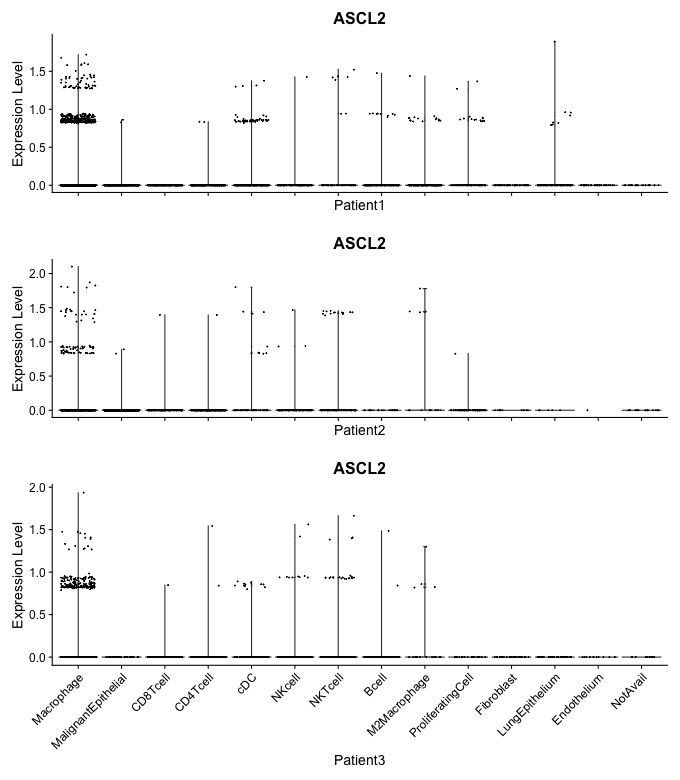 ASCL2
Expression Level
1.5
1.0
0.5
0.0
Patient1
ASCL2
Expression Level
2.0
1.5
1.0
0.5
0.0
Patient2
ASCL2
Expression Level
2.0
1.5
1.0
0.5
0.0
Macrophage
MalignantEpithelial
CD8Tcell
CD4Tcell
cDC
NKcell
NKTcell
Bcell
M2Macrophage
ProliferatingCell
Fibroblast
LungEpithelium
Endothelium
NotAvail
Patient3